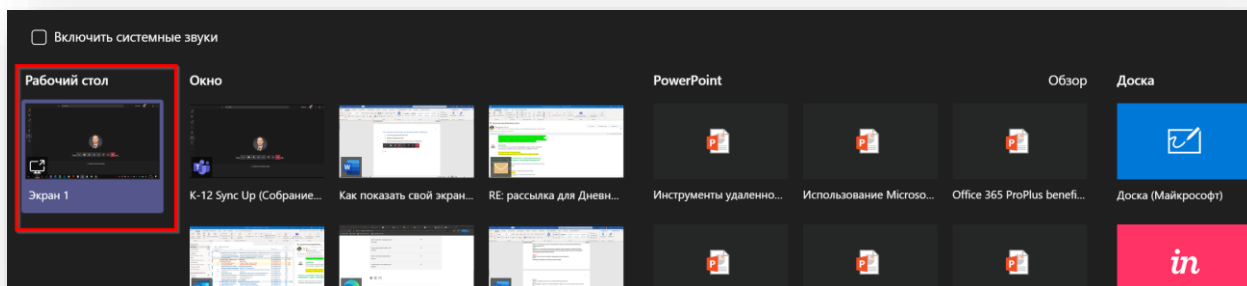 Включить системные звуки
Рабочий стол
Окно
PowerPoint
Обзор
Доска
Экран 1
K-12 Sync Up (Собрание...
Как показать свой экран...
RE: рассылка для Дневн...
Инструменты удаленно...
Использование Microso...
Office 365 ProPlus benefi...
Доска (Майкрософт)
in